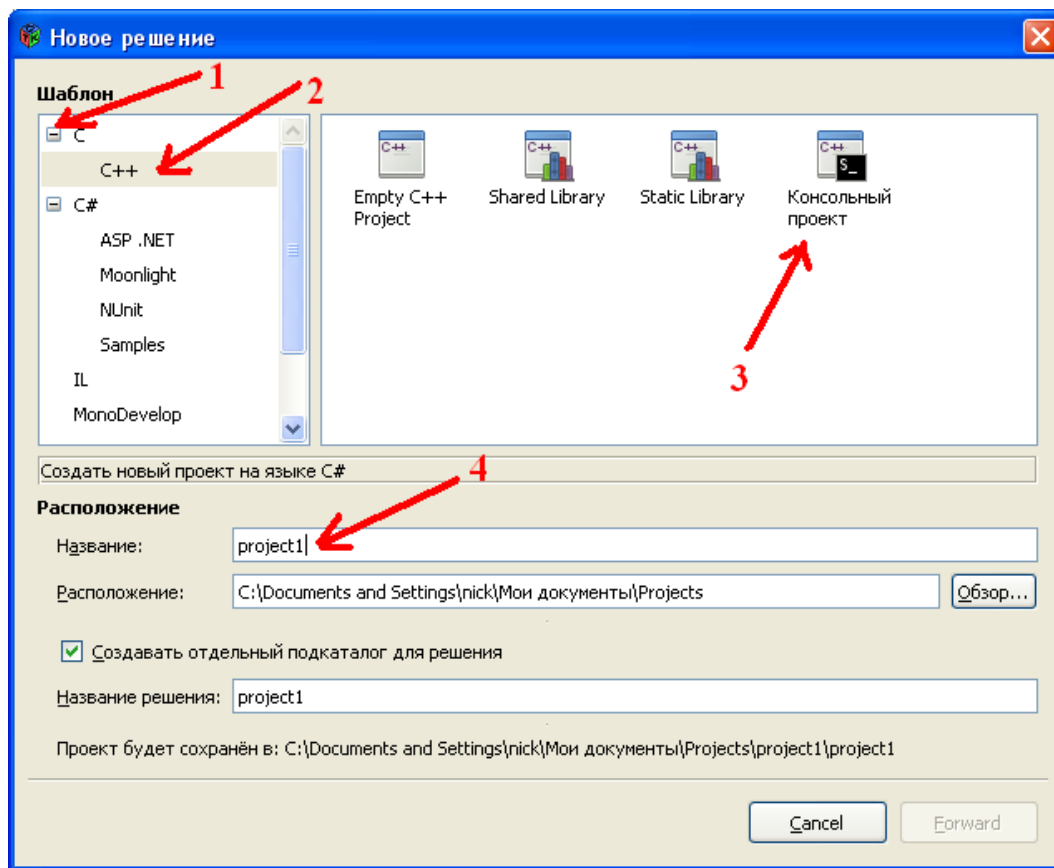 Новое решение
1
2
Шаблон
C
C++
C#
ASP .NET
Moonlight
NUnit
Samples
IL
MonoDevelop
C++
C++
C++
C++
S_
Empty C++
Project
Shared Library
Static Library
Консольный
проект
3
Создать новый проект на языке C#
4
Расположение
Название:
project1
Расположение:
C:\Documents and Settings\nick\Мои документы\Projects
Обзор...
Создавать отдельный подкаталог для решения
Название решения:
project1
Проект будет сохранён в: C:\Documents and Settings\nick\Мои документы\Projects\project1\project1
Cancel
Forward